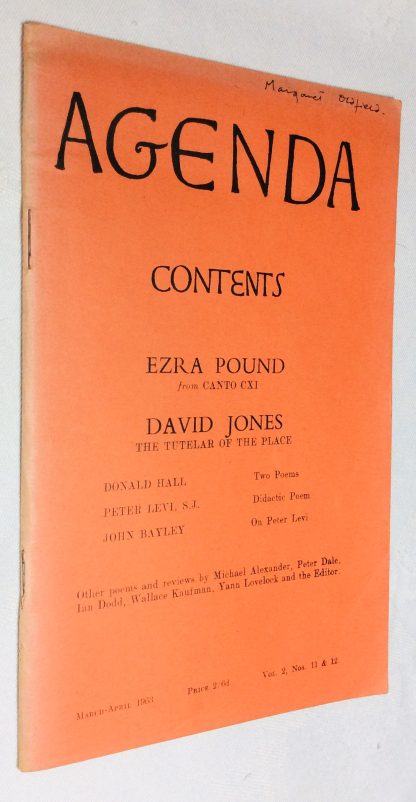 Margaret Oldfield.
AGENDA
CONTENTS
EZRA POUND
from CANTO CXI
DAVID JONES
THE TUTELAR OF THE PLACE
DONALD HALL Two Poems
PETER LEVI, S.J. Didactic Poem
JOHN BAYLEY On Peter Levi
Other poems and reviews by Michael Alexander, Peter Dale,
Ian Dodd, Wallace Kaufman, Yann Lovelock and the Editor.
MARCH-APRIL 1963 PRICE 2/6d. VOL. 2, NOS. 11 & 12